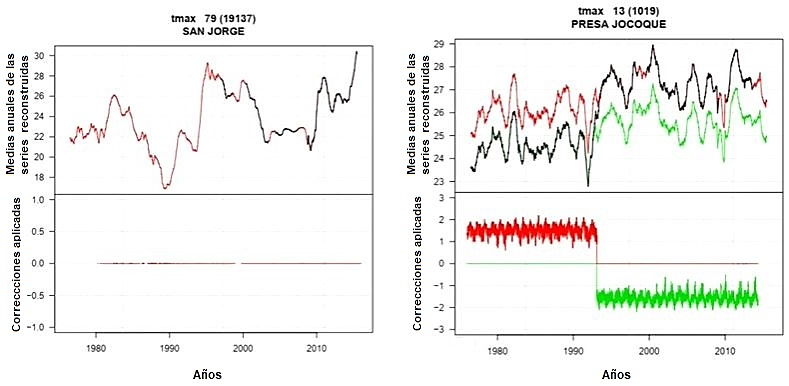 tmax 79 (19137)
SAN JORGE
Medias anuales de las
series reconstruidas
30
28
26
24
22
20
18
Correccciones aplicadas
1.0
0.5
0.0
−0.5
−1.0
1980
1990
2000
2010
Años
tmax 13 (1019)
PRESA JOCOQUE
Medias anuales de las
series reconstruidas
29
28
27
26
25
24
23
Correccciones aplicadas
3
2
1
0
−1
−2
−3
1980
1990
2000
2010
Años